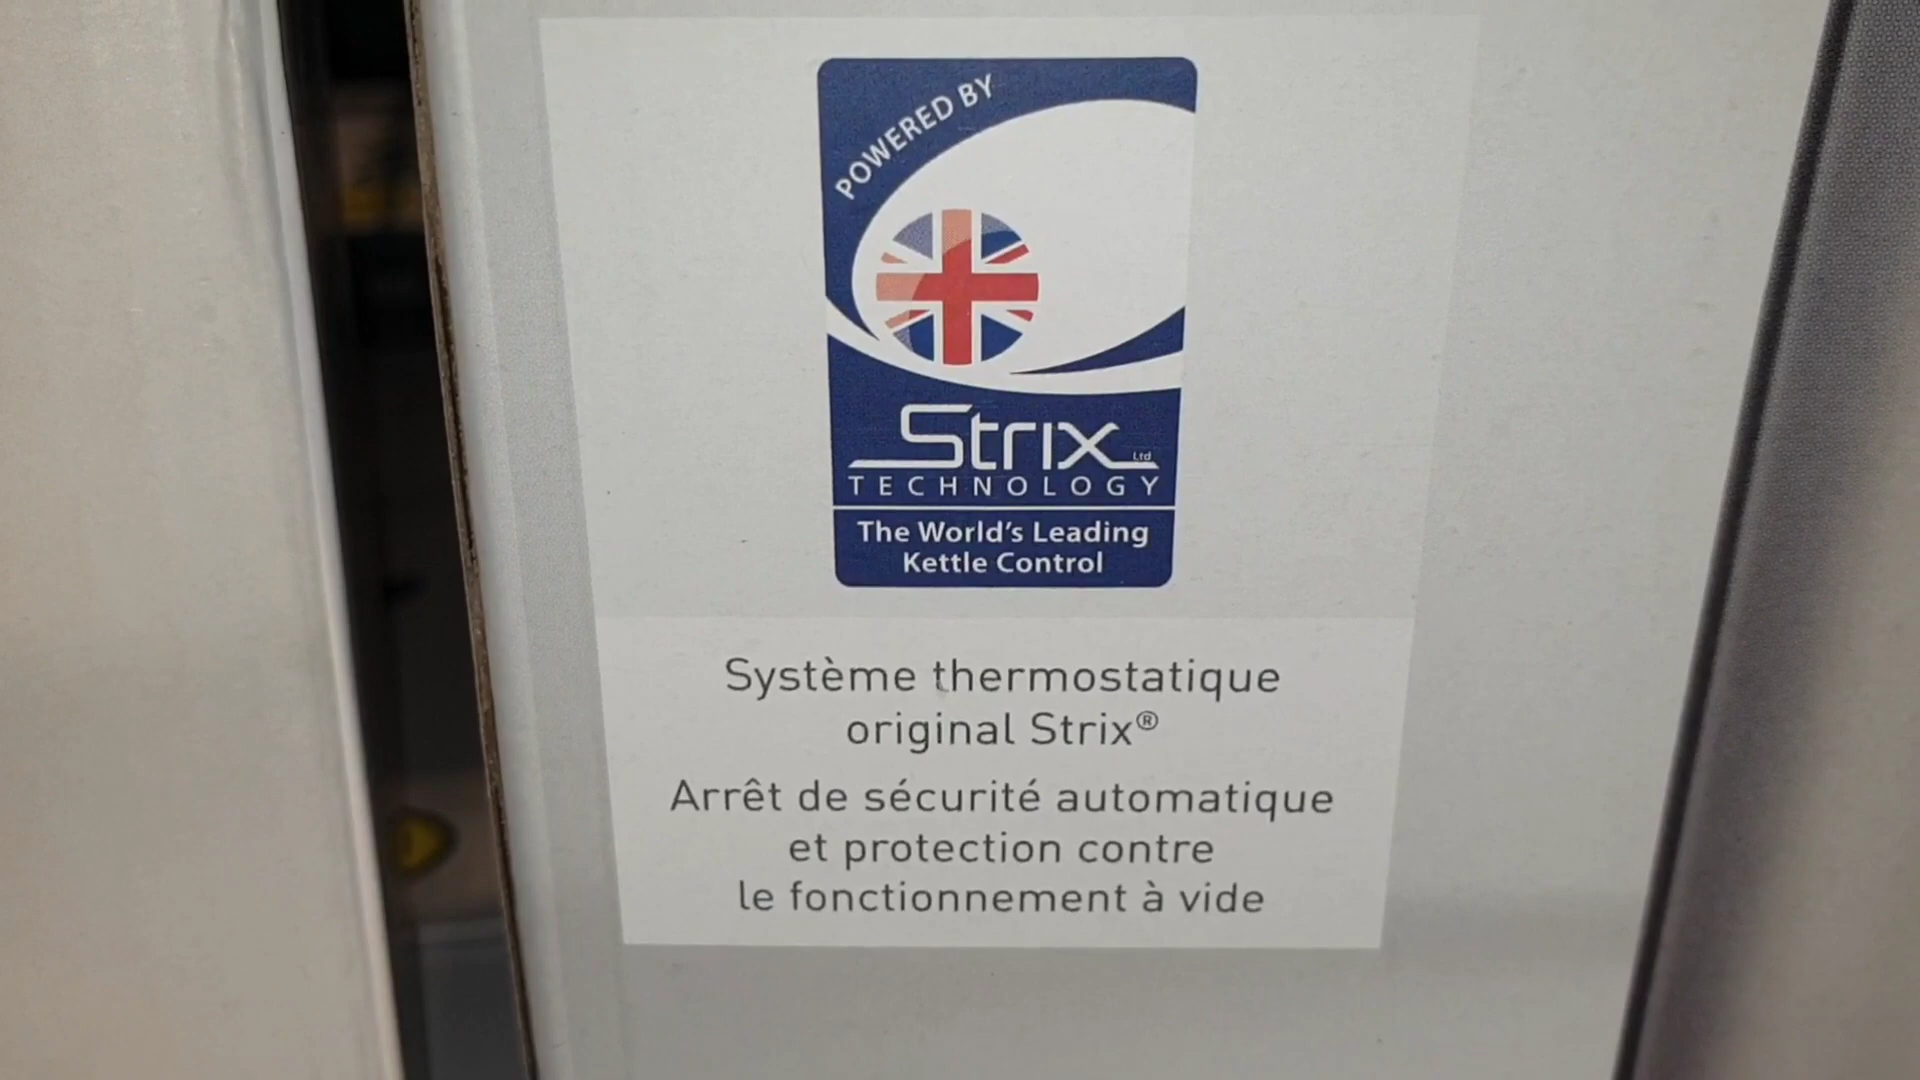 POWERED BY
Strix Ltd
TECHNOLOGY
The World's Leading
Kettle Control
Système thermostatique
original Strix®
Arrêt de sécurité automatique
et protection contre
le fonctionnement à vide